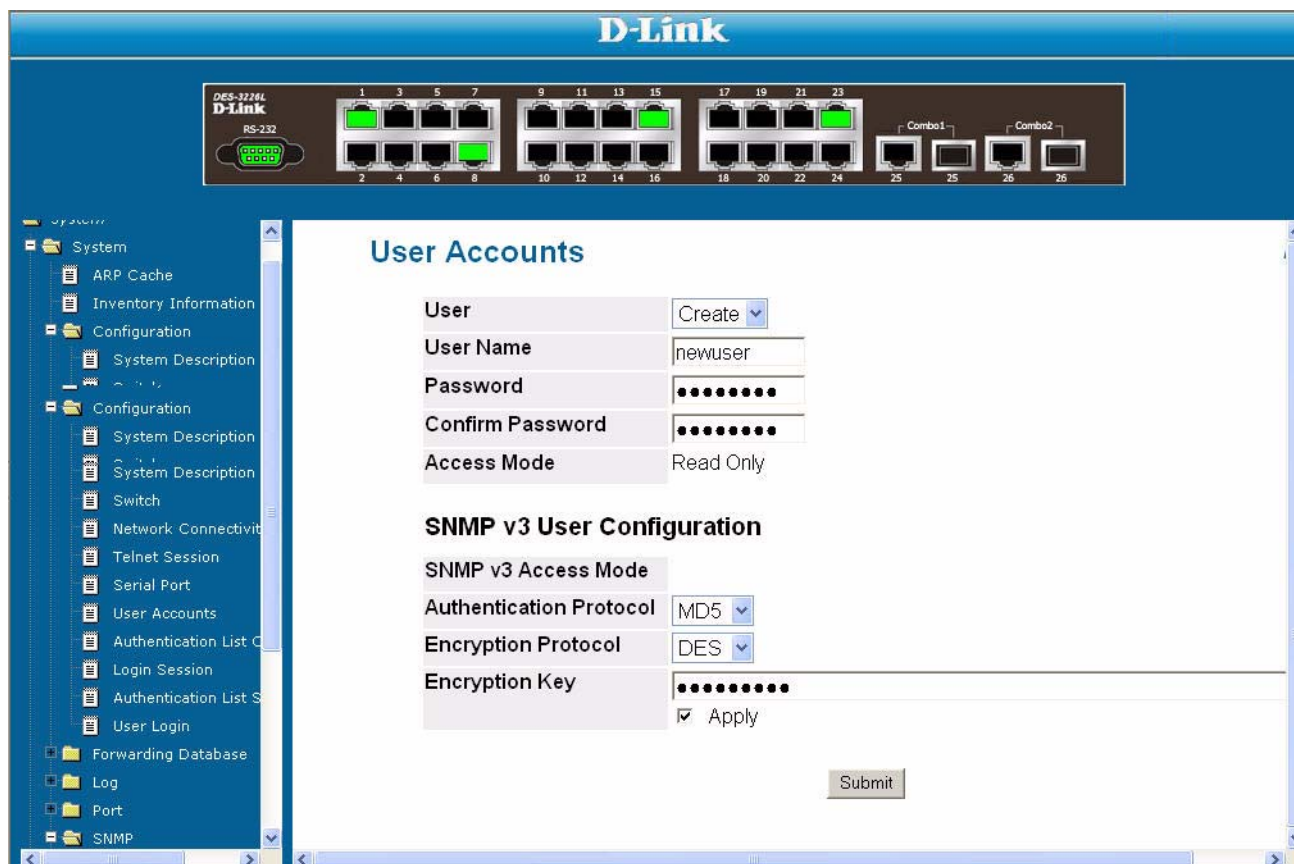 D-Link
DES-3226L
D-Link
RS-232
1 3 5 7 9 11 13 15 17 19 21 23
Combo1 Combo2
2 4 6 8 10 12 14 16 18 20 22 24 25 25 26 26
System
System
ARP Cache
Inventory Information
Configuration
System Description
Configuration
System Description
System Description
Switch
Network Connectivit
Telnet Session
Serial Port
User Accounts
Authentication List C
Login Session
Authentication List S
User Login
Forwarding Database
Log
Port
SNMP
User Accounts
User Create
User Name newuser
Password ●●●●●●●●
Confirm Password ●●●●●●●●
Access Mode Read Only
SNMP v3 User Configuration
SNMP v3 Access Mode
Authentication Protocol MD5
Encryption Protocol DES
Encryption Key ●●●●●●●●●
Apply
Submit